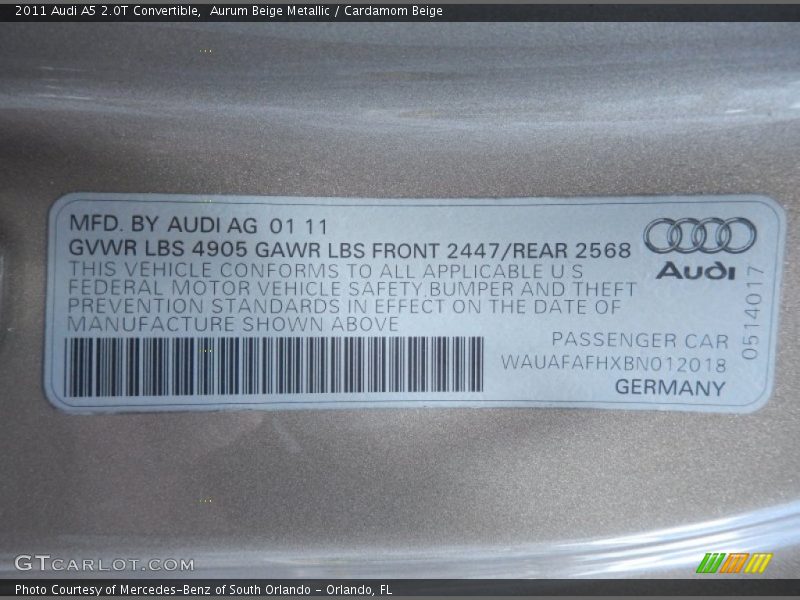 2011 Audi A5 2.0T Convertible,  Aurum Beige Metallic / Cardamom Beige
MFD. BY AUDI AG 01 11
GVWR LBS 4905 GAWR LBS FRONT 2447/REAR 2568
THIS VEHICLE CONFORMS TO ALL APPLICABLE U S
FEDERAL MOTOR VEHICLE SAFETY,BUMPER AND THEFT
PREVENTION STANDARDS IN EFFECT ON THE DATE OF
MANUFACTURE SHOWN ABOVE
Audi
0514017
PASSENGER CAR
WAUAFAFHXBN012018
GERMANY
GTCARLOT.COM
Photo Courtesy of Mercedes-Benz of South Orlando - Orlando, FL